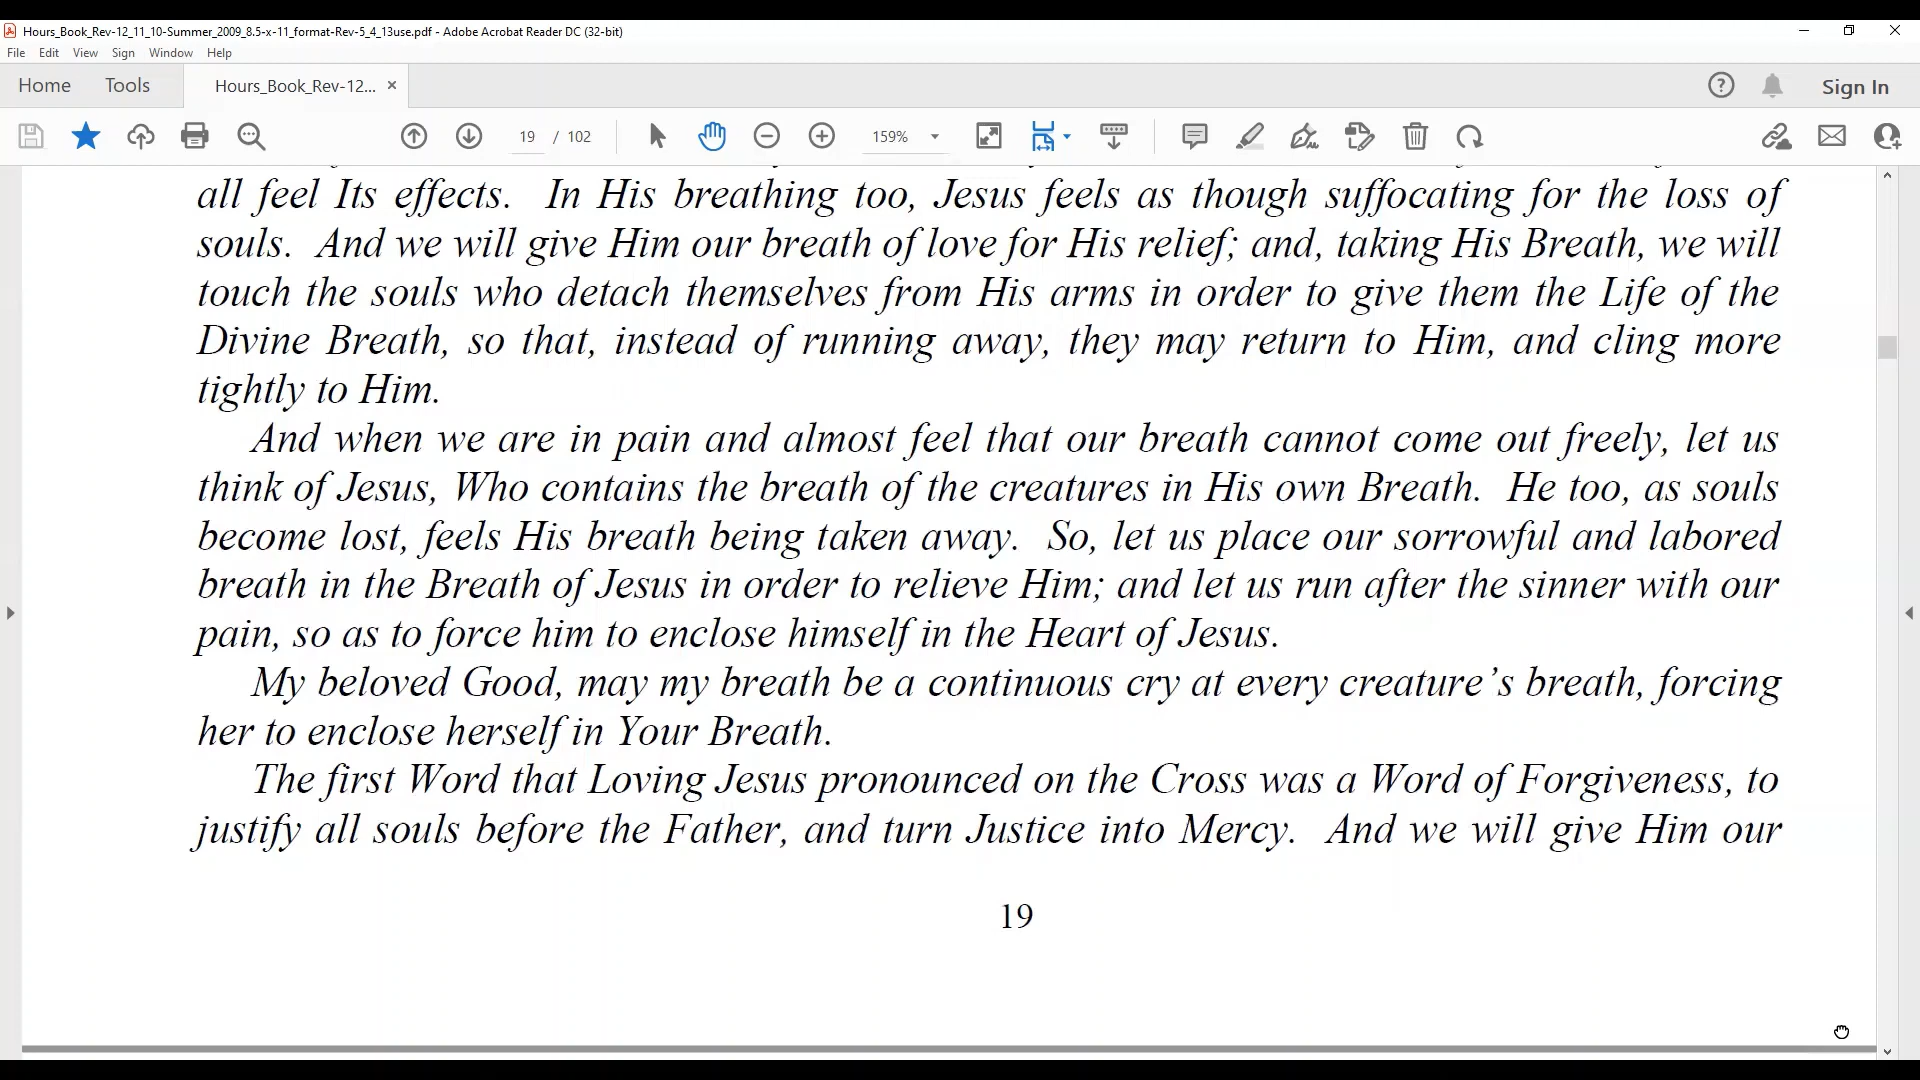 Hours_Book_Rev-12_11_10-Summer_2009_8.5-x-11_format-Rev-5_4_13use.pdf - Adobe Acrobat Reader DC (32-bit)
File Edit View Sign Window Help
Home Tools Hours_Book_Rev-12... × Sign In
19 / 102 159%
all feel Its effects. In His breathing too, Jesus feels as though suffocating for the loss of
souls. And we will give Him our breath of love for His relief; and, taking His Breath, we will
touch the souls who detach themselves from His arms in order to give them the Life of the
Divine Breath, so that, instead of running away, they may return to Him, and cling more
tightly to Him.
And when we are in pain and almost feel that our breath cannot come out freely, let us
think of Jesus, Who contains the breath of the creatures in His own Breath. He too, as souls
become lost, feels His breath being taken away. So, let us place our sorrowful and labored
breath in the Breath of Jesus in order to relieve Him; and let us run after the sinner with our
pain, so as to force him to enclose himself in the Heart of Jesus.
My beloved Good, may my breath be a continuous cry at every creature’s breath, forcing
her to enclose herself in Your Breath.
The first Word that Loving Jesus pronounced on the Cross was a Word of Forgiveness, to
justify all souls before the Father, and turn Justice into Mercy. And we will give Him our
19